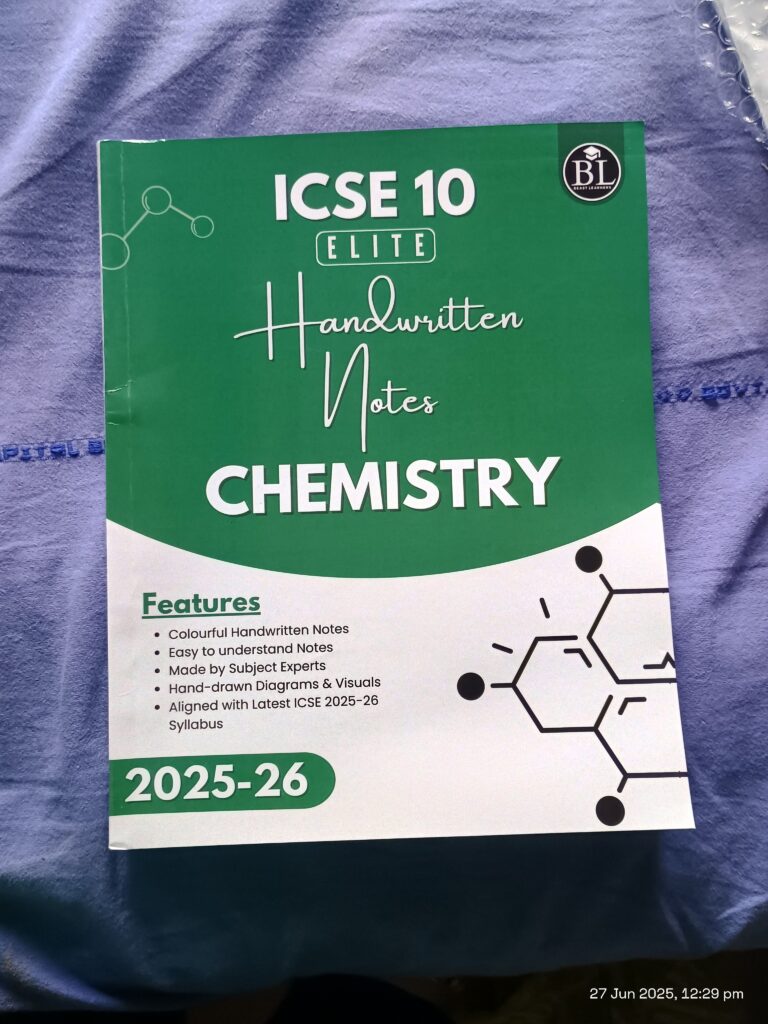 ICSE 10
BL
BEAST LEARNERS
ELITE
Handwritten
Notes
CHEMISTRY
Features
• Colourful Handwritten Notes
• Easy to understand Notes
• Made by Subject Experts
• Hand-drawn Diagrams & Visuals
• Aligned with Latest ICSE 2025-26
Syllabus
2025-26
27 Jun 2025, 12:29 pm